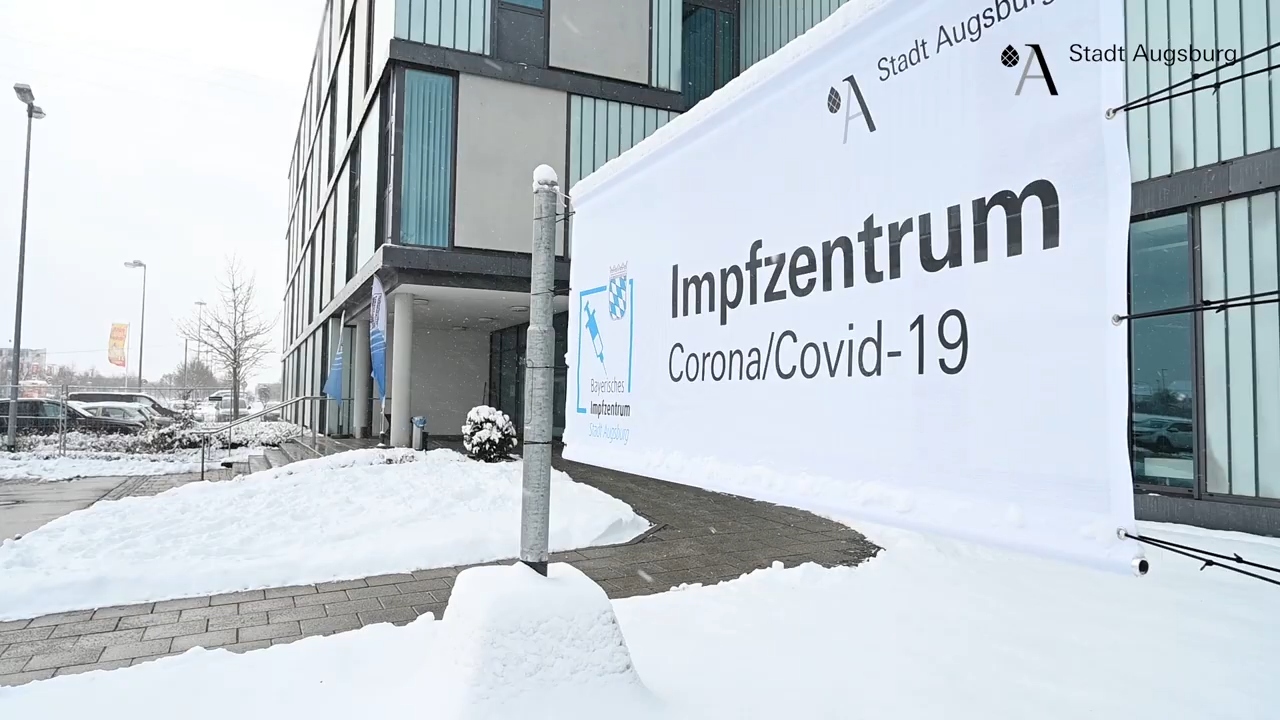 Stadt Augsburg
Stadt Augsburg
Impfzentrum
Corona/Covid-19
Bayerisches
Impfzentrum
Stadt Augsburg